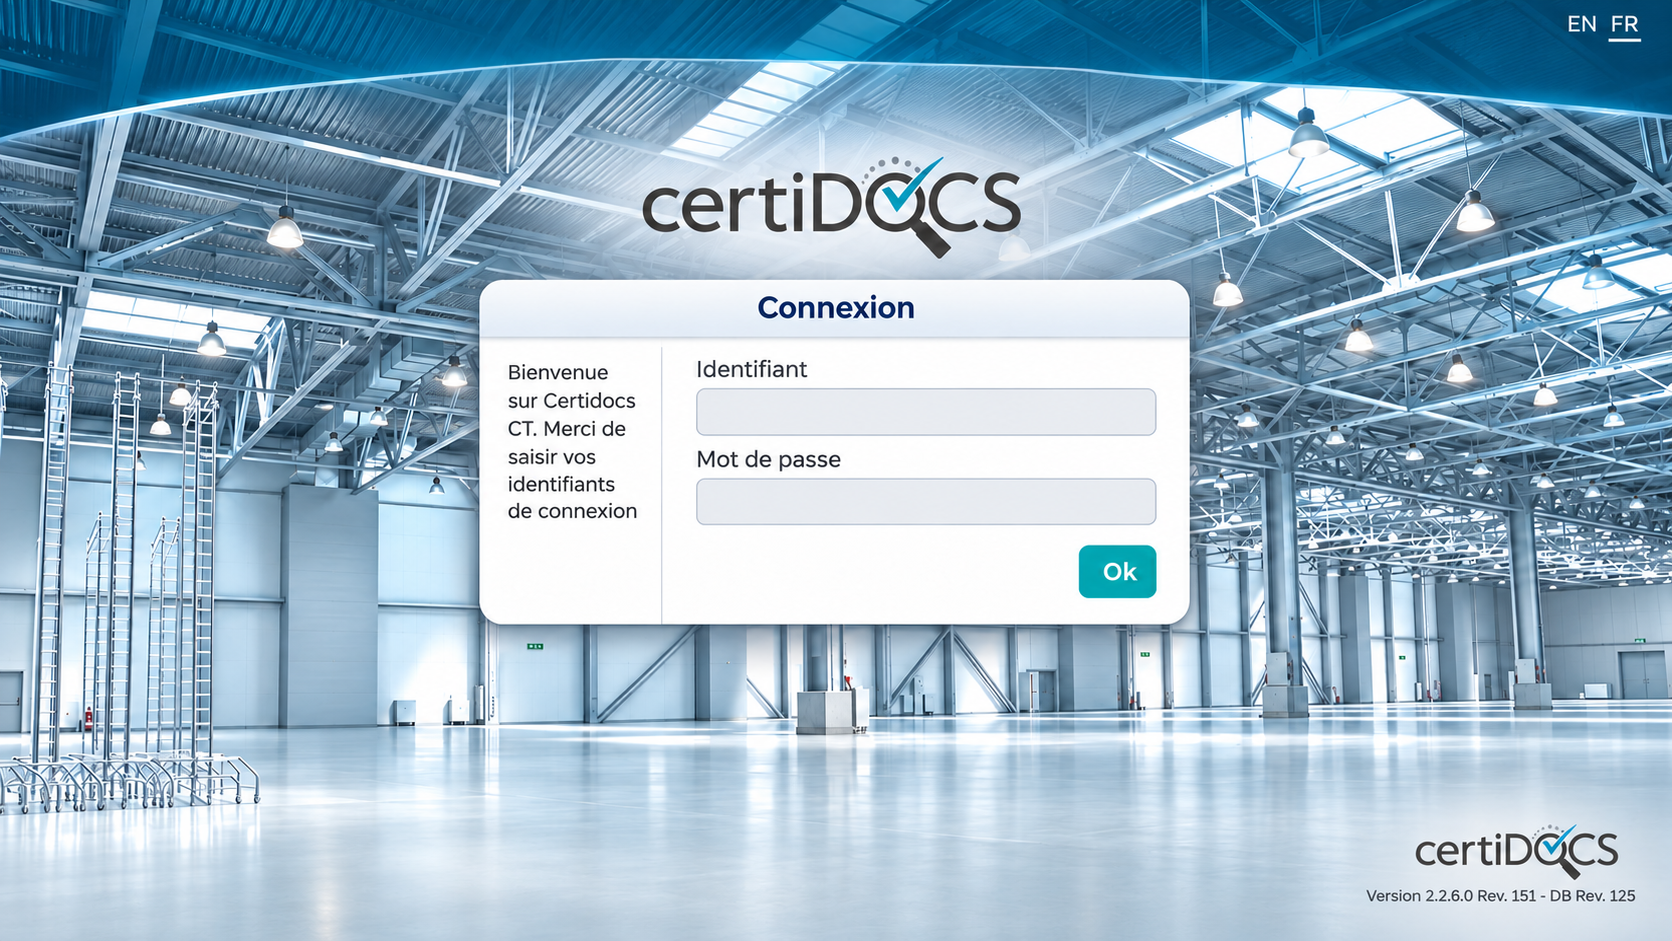 EN FR
certiDOCS
Connexion
Bienvenue
sur Certidocs
CT. Merci de
saisir vos
identifiants
de connexion
Identifiant
Mot de passe
Ok
certiDOCS
Version 2.2.6.0 Rev. 151 - DB Rev. 125